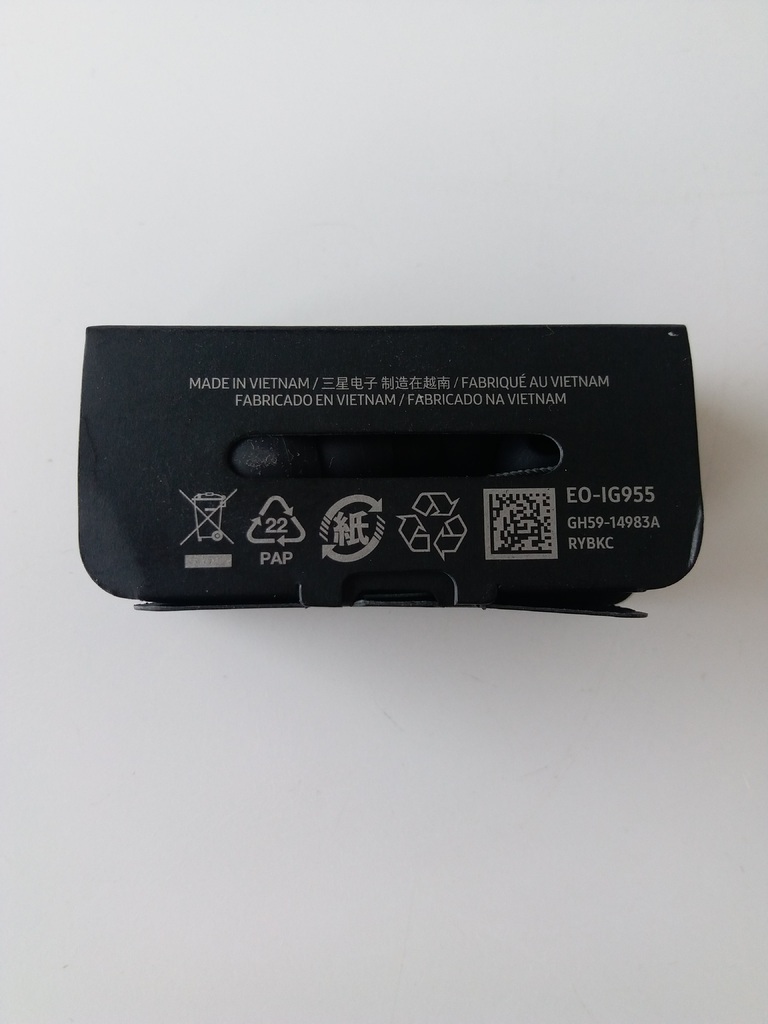 MADE IN VIETNAM / 三星电子 制造在越南 / FABRIQUÉ AU VIETNAM
FABRICADO EN VIETNAM / FABRICADO NA VIETNAM
22
PAP
紙
EO-IG955
GH59-14983A
RYBKC